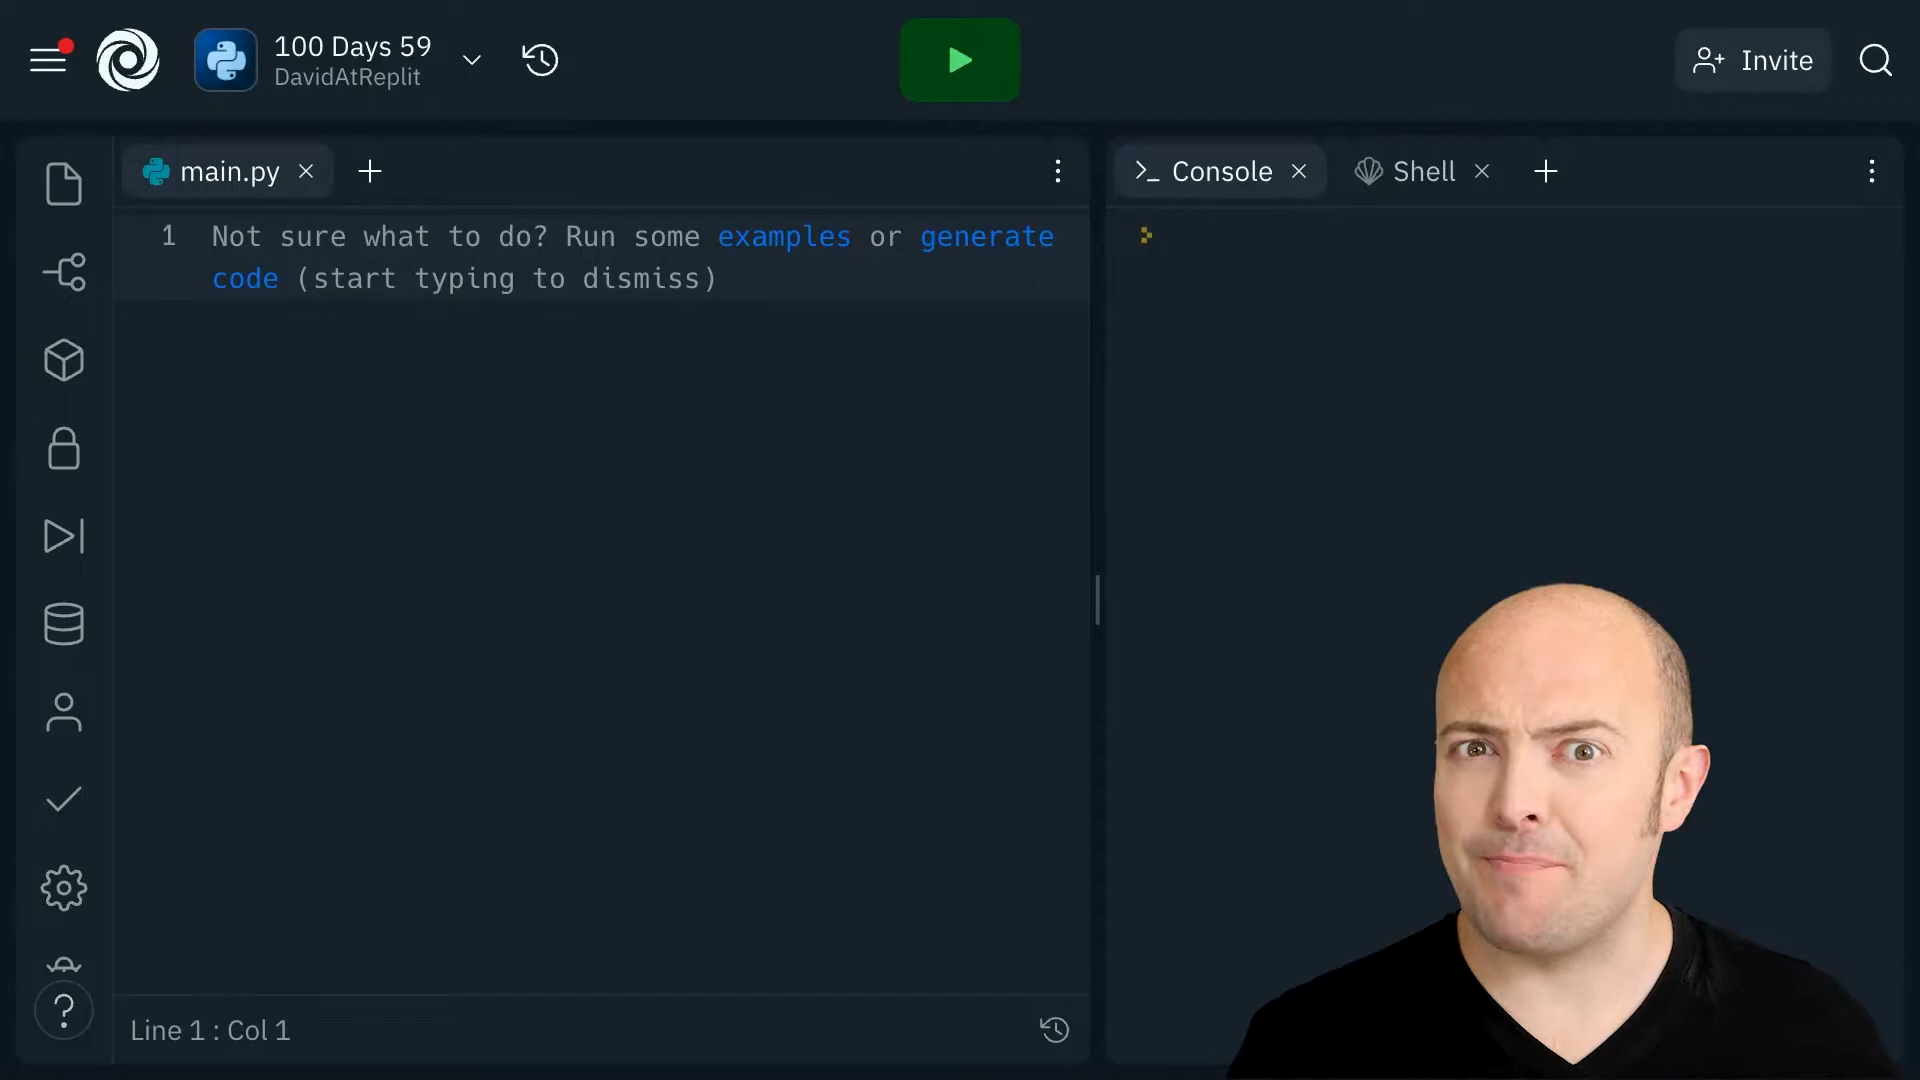 100 Days 59
DavidAtReplit
Invite
main.py
Console
Shell
1 Not sure what to do? Run some examples or generate
code (start typing to dismiss)
Line 1 : Col 1